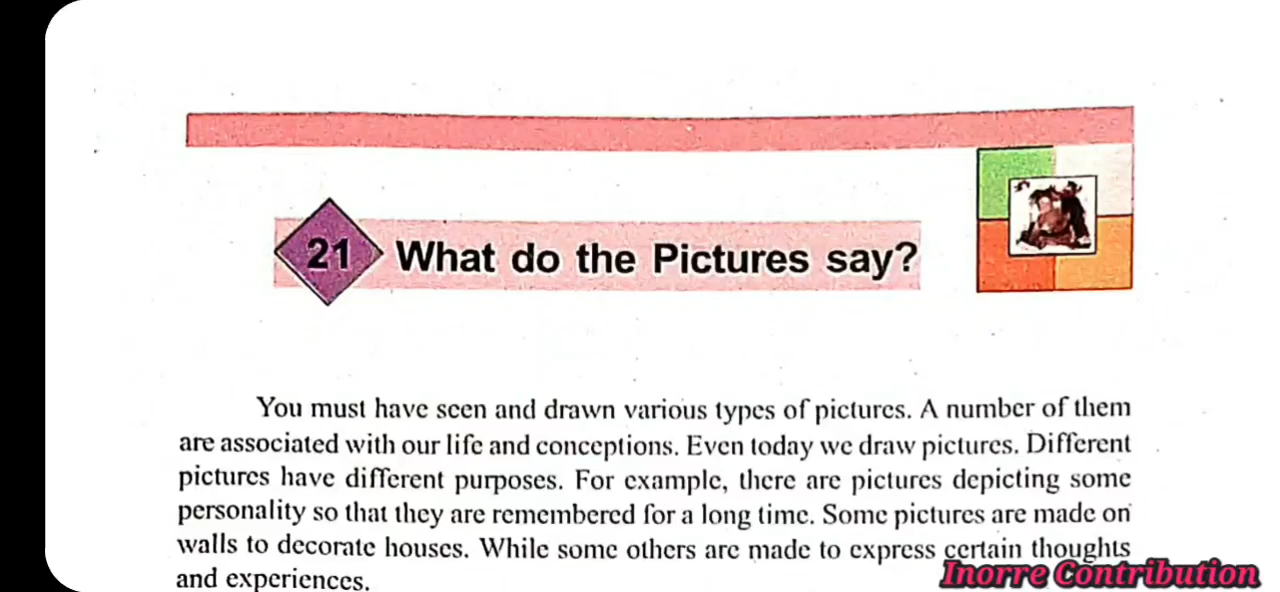 21 What do the Pictures say?
You must have seen and drawn various types of pictures. A number of them
are associated with our life and conceptions. Even today we draw pictures. Different
pictures have different purposes. For example, there are pictures depicting some
personality so that they are remembered for a long time. Some pictures are made on
walls to decorate houses. While some others are made to express certain thoughts
and experiences.
Inorre Contribution